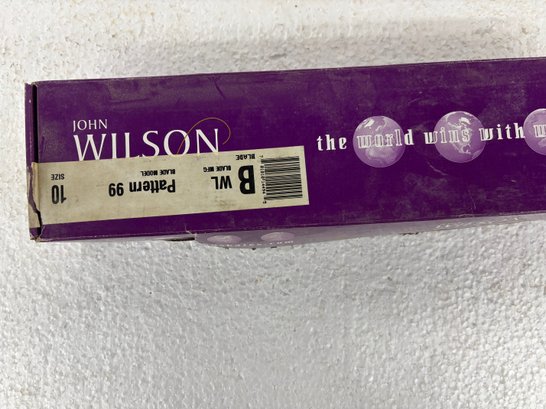 JOHN
WILSON
the world wins with w
BLADE
B
WL
BLADE MFG
Pattern 99
BLADE MODEL
10
SIZE